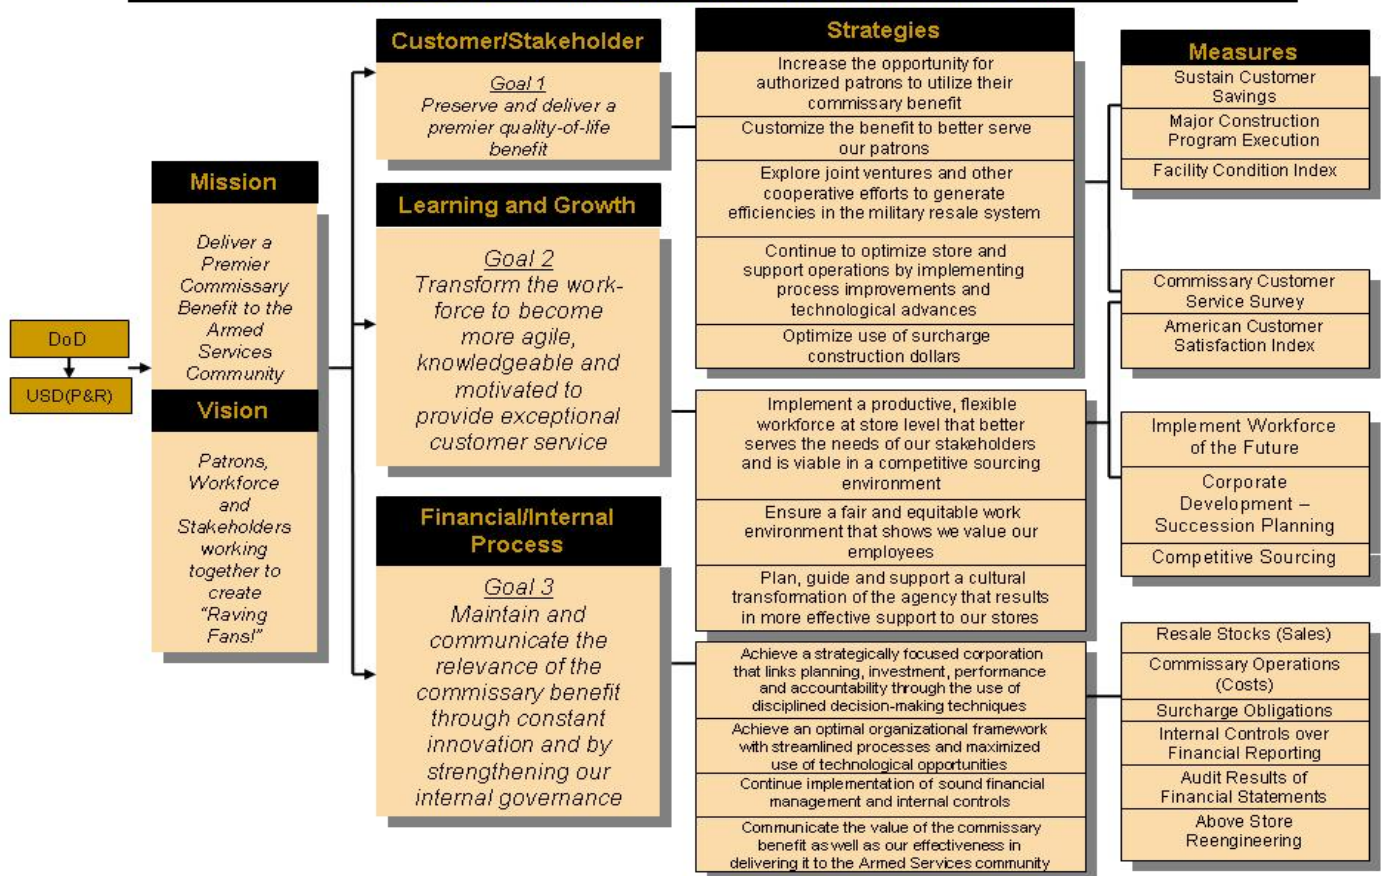 DoD
USD(P&R)
Mission
Deliver a
Premier
Commissary
Benefit to the
Armed
Services
Community
Vision
Patrons,
Workforce
and
Stakeholders
working
together to
create
"Raving
Fans!"
Customer/Stakeholder
Goal 1
Preserve and deliver a
premier quality-of-life
benefit
Learning and Growth
Goal 2
Transform the work-
force to become
more agile,
knowledgeable and
motivated to
provide exceptional
customer service
Financial/Internal
Process
Goal 3
Maintain and
communicate the
relevance of the
commissary benefit
through constant
innovation and by
strengthening our
internal governance
Strategies
Increase the opportunity for
authorized patrons to utilize their
commissary benefit
Customize the benefit to better serve
our patrons
Explore joint ventures and other
cooperative efforts to generate
efficiencies in the military resale system
Continue to optimize store and
support operations by implementing
process improvements and
technological advances
Optimize use of surcharge
construction dollars
Implement a productive, flexible
workforce at store level that better
serves the needs of our stakeholders
and is viable in a competitive sourcing
environment
Ensure a fair and equitable work
environment that shows we value our
employees
Plan, guide and support a cultural
transformation of the agency that results
in more effective support to our stores
Achieve a strategically focused corporation
that links planning, investment, performance
and accountability through the use of
disciplined decision-making techniques
Achieve an optimal organizational framework
with streamlined processes and maximized
use of technological opportunities
Continue implementation of sound financial
management and internal controls
Communicate the value of the commissary
benefit as well as our effectiveness in
delivering it to the Armed Services community
Measures
Sustain Customer
Savings
Major Construction
Program Execution
Facility Condition Index
Commissary Customer
Service Survey
American Customer
Satisfaction Index
Implement Workforce
of the Future
Corporate
Development –
Succession Planning
Competitive Sourcing
Resale Stocks (Sales)
Commissary Operations
(Costs)
Surcharge Obligations
Internal Controls over
Financial Reporting
Audit Results of
Financial Statements
Above Store
Reengineering